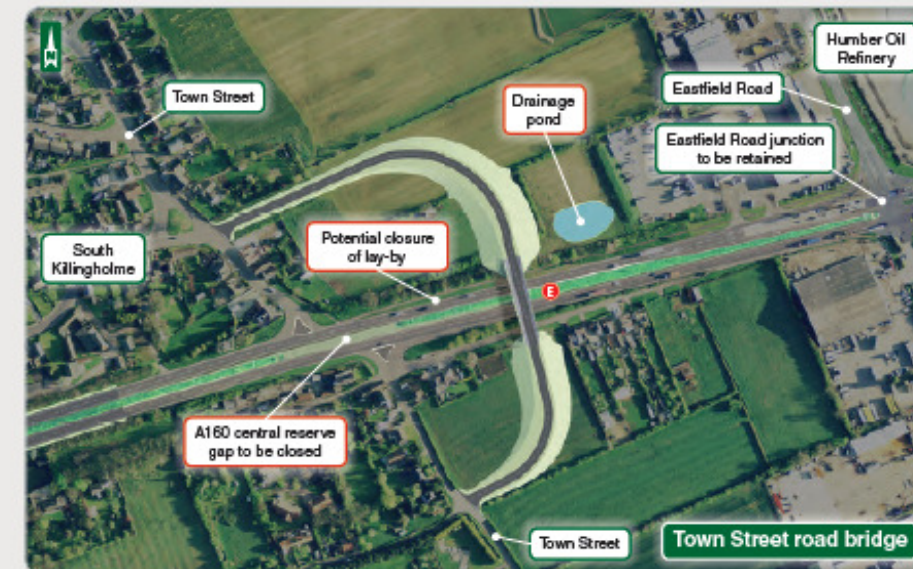 Humber Oil
Refinery
Town Street
Eastfield Road
Drainage
pond
Eastfield Road junction
to be retained
South
Killingholme
Potential closure
of lay-by
E
A160 central reserve
gap to be closed
Town Street
Town Street road bridge